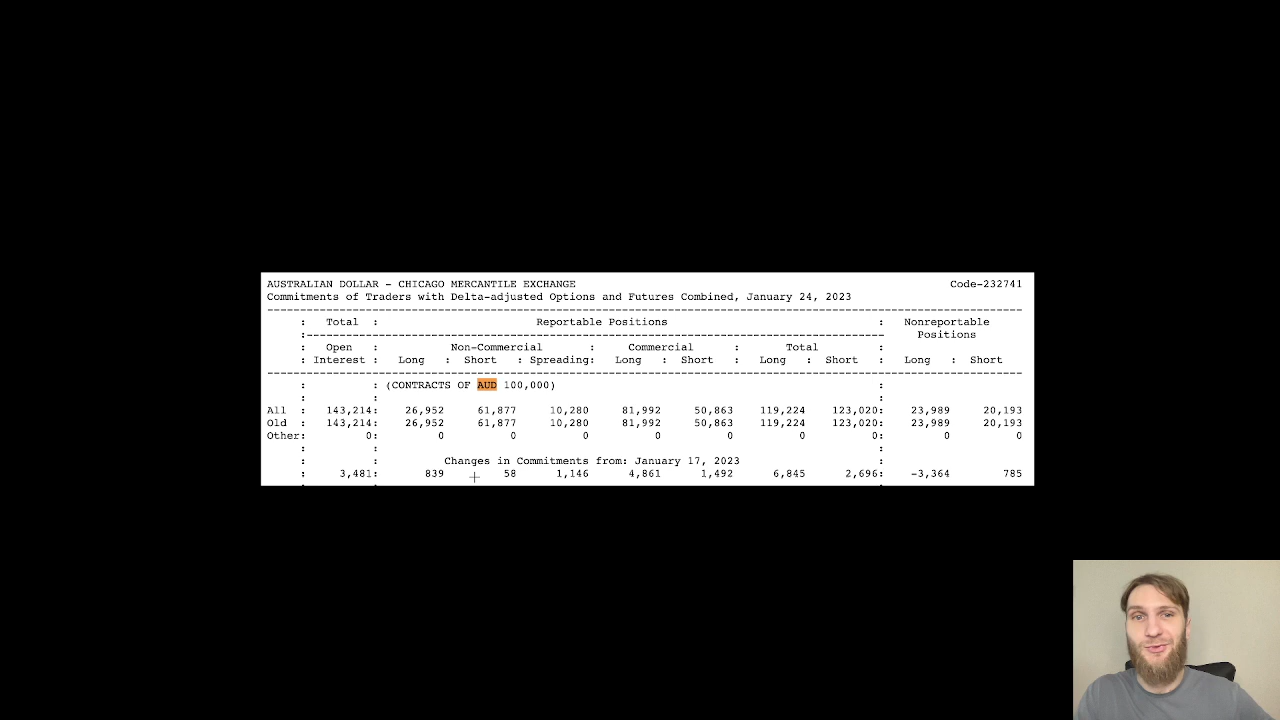 AUSTRALIAN DOLLAR - CHICAGO MERCANTILE EXCHANGE Code-232741
Commitments of Traders with Delta-adjusted Options and Futures Combined, January 24, 2023
-----------------------------------------------------------------------------------------
: Total : Reportable Positions : Nonreportable
:----------------------------------------------------------------------- Positions
: Open : Non-Commercial : Commercial : Total :
: Interest : Long : Short : Spreading: Long : Short : Long : Short : Long : Short
-----------------------------------------------------------------------------------------
: : (CONTRACTS OF AUD 100,000) :
: : :
All : 143,214: 26,952 61,877 10,280 81,992 50,863 119,224 123,020: 23,989 20,193
Old : 143,214: 26,952 61,877 10,280 81,992 50,863 119,224 123,020: 23,989 20,193
Other: 0: 0 0 0 0 0 0 0: 0 0
: : :
: : Changes in Commitments from: January 17, 2023 :
: 3,481: 839 58 1,146 4,861 1,492 6,845 2,696: -3,364 785